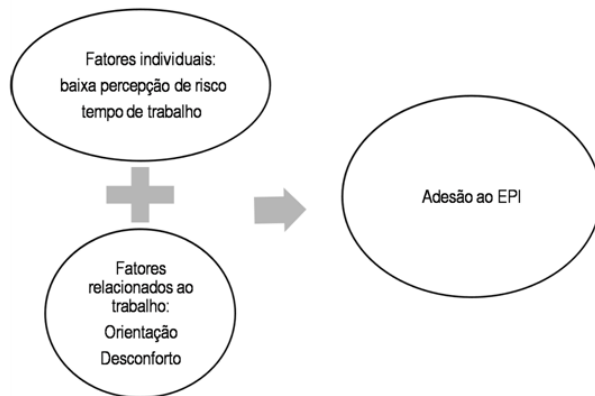 Fatores individuais:
baixa percepção de risco
tempo de trabalho
Adesão ao EPI
Fatores
relacionados ao
trabalho:
Orientação
Desconforto